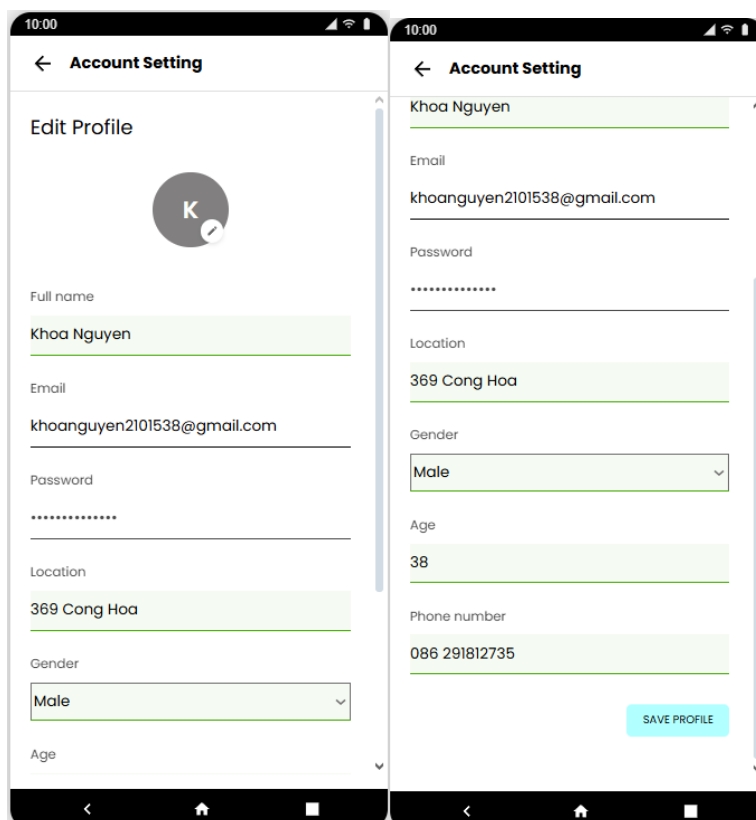 10:00
Account Setting
Edit Profile
K
Full name
Khoa Nguyen
Email
khoanguyen2101538@gmail.com
Password
••••••••••••••
Location
369 Cong Hoa
Gender
Male
Age
10:00
Account Setting
Khoa Nguyen
Email
khoanguyen2101538@gmail.com
Password
••••••••••••••
Location
369 Cong Hoa
Gender
Male
Age
38
Phone number
086 291812735
SAVE PROFILE